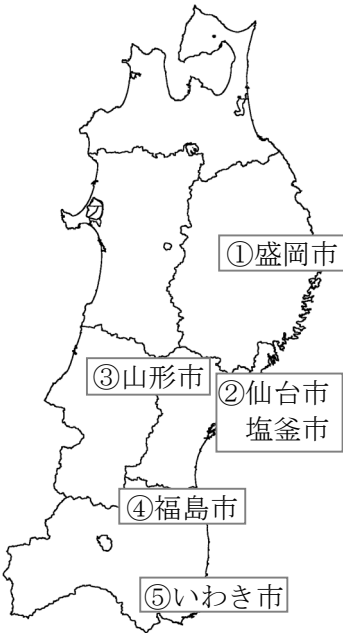 ①盛岡市
③山形市
②仙台市
塩釜市
④福島市
⑤いわき市